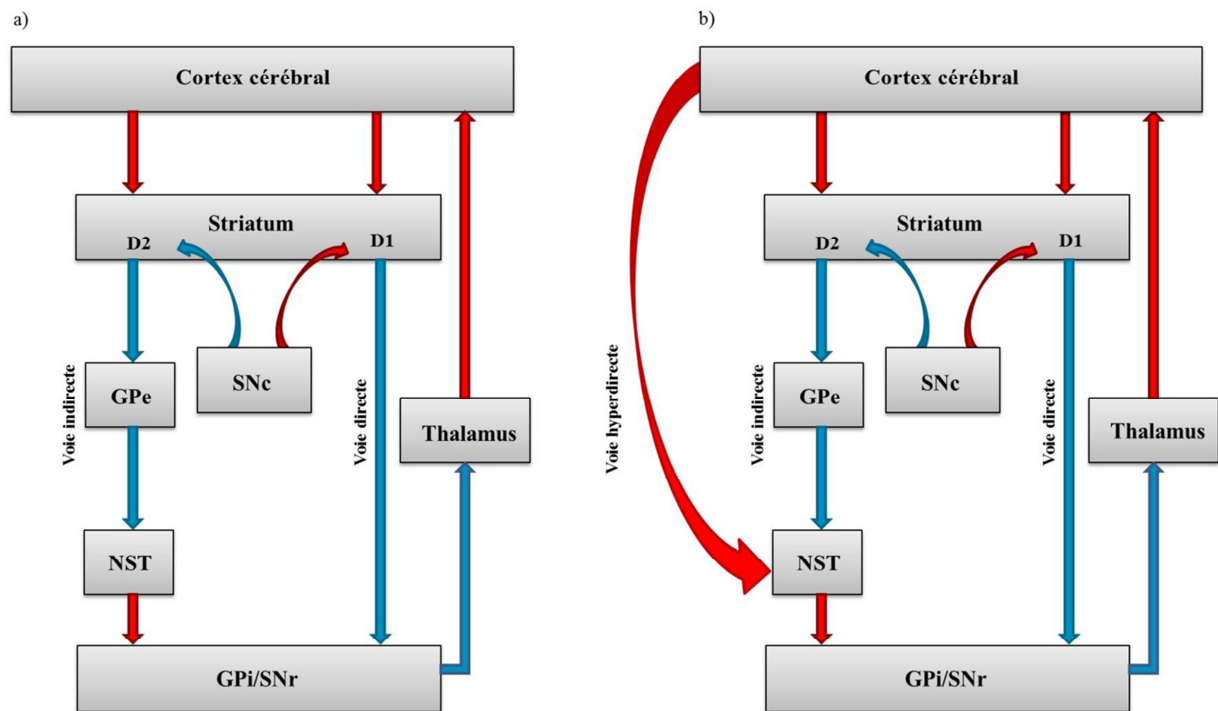 a)
Cortex cérébral
Striatum
D2
D1
Voie indirecte
GPe
SNc
Voie directe
Thalamus
NST
GPi/SNr
b)
Cortex cérébral
Striatum
D2
D1
Voie hyperdirecte
Voie indirecte
GPe
SNc
Voie directe
Thalamus
NST
GPi/SNr